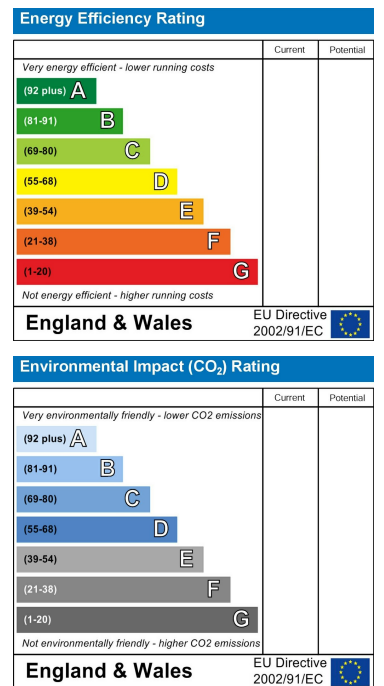 Energy Efficiency Rating
Current Potential
Very energy efficient - lower running costs
(92 plus) A
(81-91) B
(69-80) C
(55-68) D
(39-54) E
(21-38) F
(1-20) G
Not energy efficient - higher running costs
England & Wales
EU Directive
2002/91/EC
Environmental Impact (CO₂) Rating
Current Potential
Very environmentally friendly - lower CO2 emissions
(92 plus) A
(81-91) B
(69-80) C
(55-68) D
(39-54) E
(21-38) F
(1-20) G
Not environmentally friendly - higher CO2 emissions
England & Wales
EU Directive
2002/91/EC